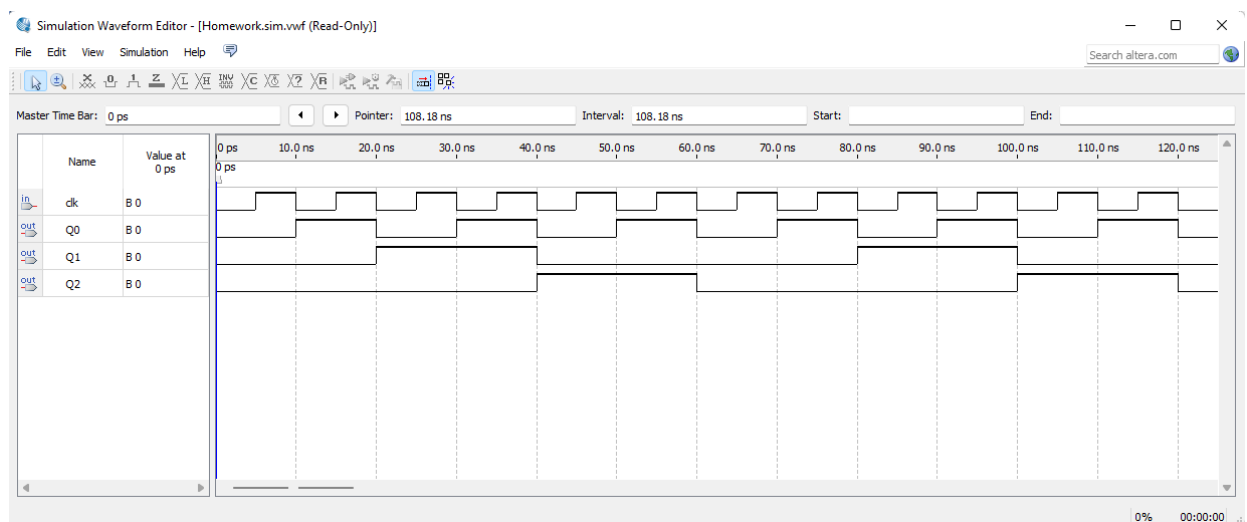 Simulation Waveform Editor - [Homework.sim.vwf (Read-Only)]
File Edit View Simulation Help
Search altera.com
Master Time Bar: 0 ps Pointer: 108.18 ns Interval: 108.18 ns Start: End:
Name Value at 0 ps
0 ps 10.0 ns 20.0 ns 30.0 ns 40.0 ns 50.0 ns 60.0 ns 70.0 ns 80.0 ns 90.0 ns 100.0 ns 110.0 ns 120.0 ns
0 ps
in clk B 0
out Q0 B 0
out Q1 B 0
out Q2 B 0
0% 00:00:00